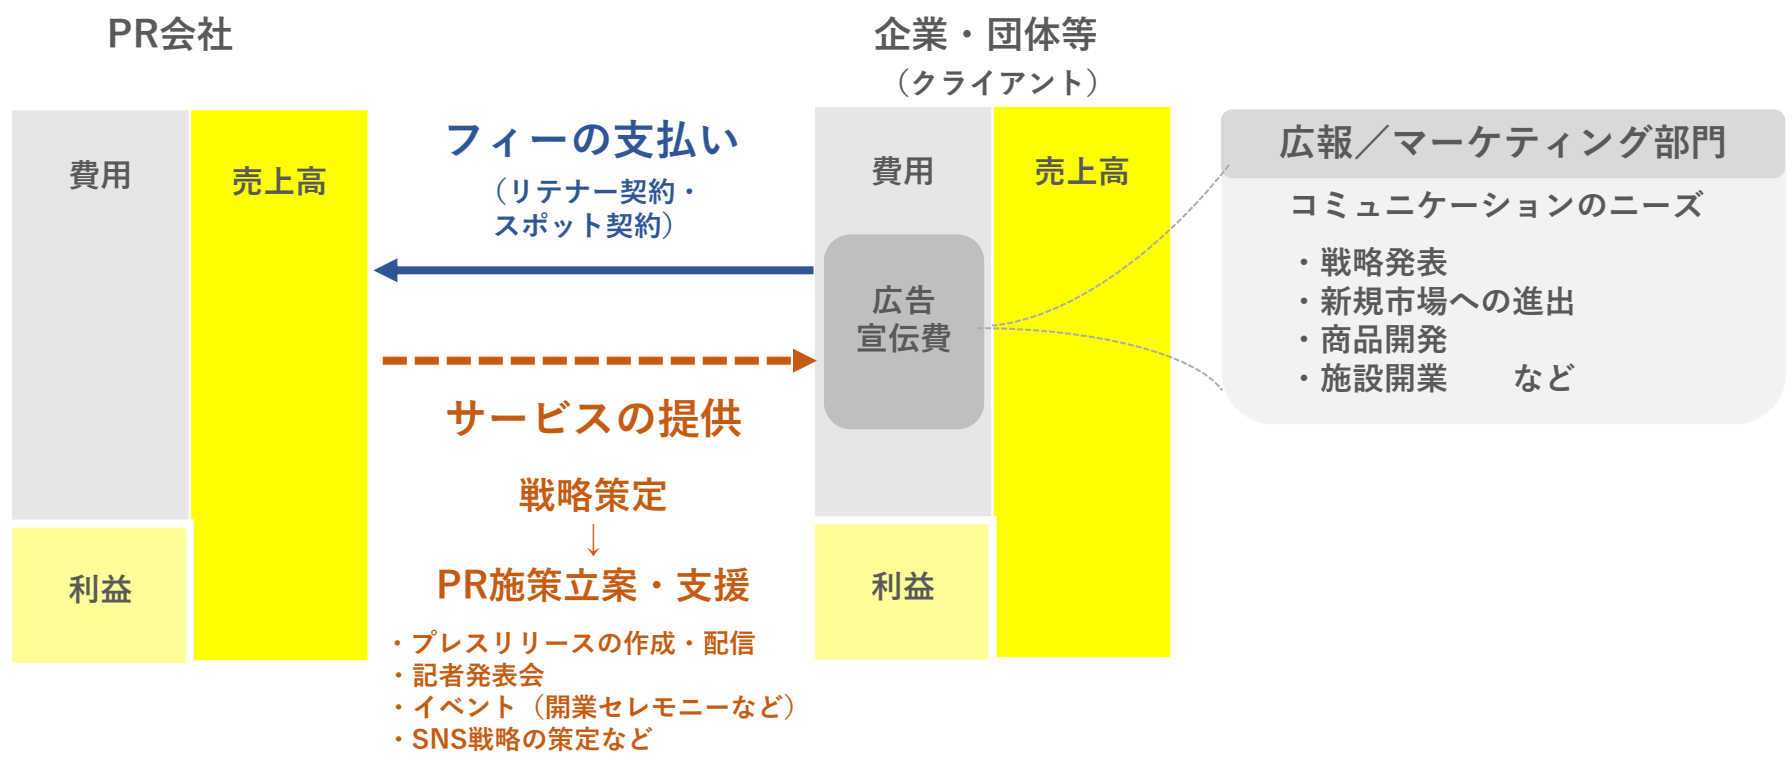 PR会社
費用
売上高
利益
フィーの支払い
（リテナー契約・
スポット契約）
サービスの提供
戦略策定
↓
PR施策立案・支援
・プレスリリースの作成・配信
・記者発表会
・イベント（開業セレモニーなど）
・SNS戦略の策定など
企業・団体等
（クライアント）
費用
売上高
広告
宣伝費
利益
広報／マーケティング部門
コミュニケーションのニーズ
・戦略発表
・新規市場への進出
・商品開発
・施設開業　　など